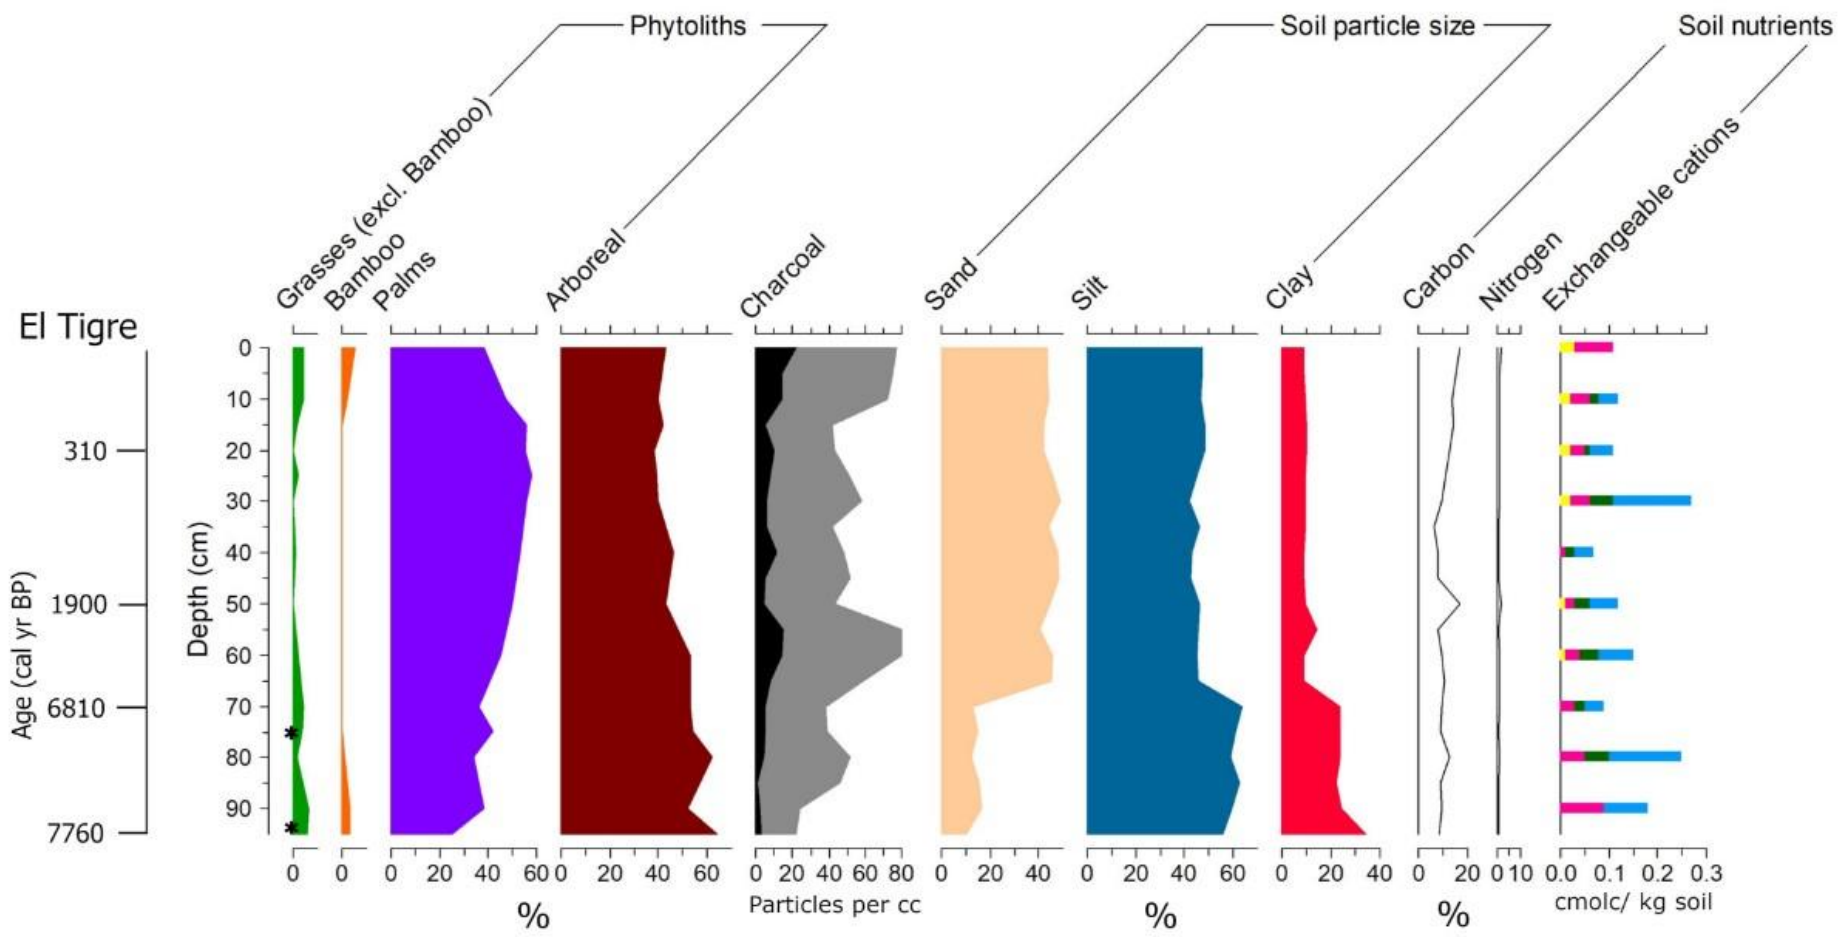 Phytoliths
Soil particle size
Soil nutrients
Grasses (excl. Bamboo)
Bamboo
Palms
Arboreal
Charcoal
Sand
Silt
Clay
Carbon
Nitrogen
Exchangeable cations
El Tigre
Age (cal yr BP)
310
1900
6810
7760
Depth (cm)
0
10
20
30
40
50
60
70
80
90
*
*
0 0 0 20 40 60 0 20 40 60 0 20 40 60 80 0 20 40 0 20 40 60 0 20 40 0 20 0 10 0.0 0.1 0.2 0.3
% Particles per cc % % cmolc/ kg soil